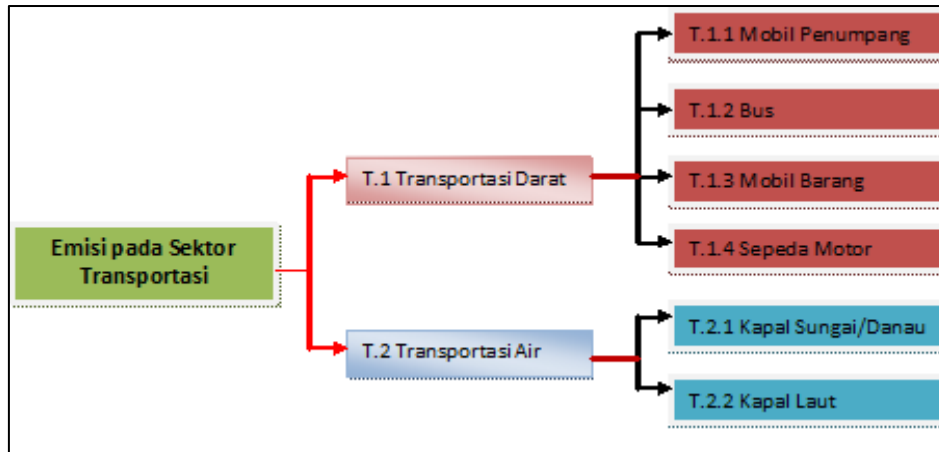 Emisi pada Sektor
Transportasi
T.1 Transportasi Darat
T.1.1 Mobil Penumpang
T.1.2 Bus
T.1.3 Mobil Barang
T.1.4 Sepeda Motor
T.2 Transportasi Air
T.2.1 Kapal Sungai/Danau
T.2.2 Kapal Laut